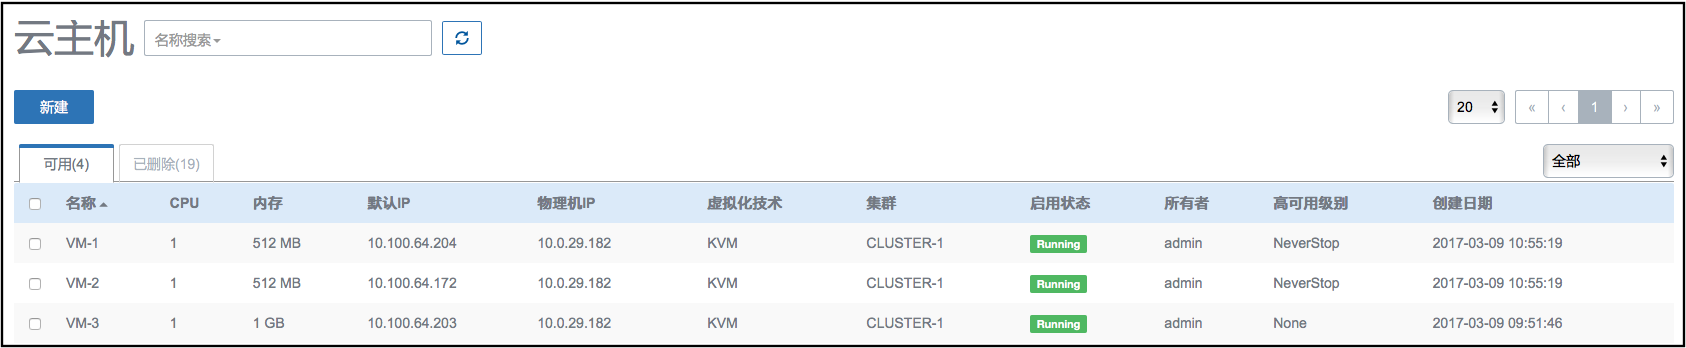 云主机 名称搜索
新建 20 « ‹ 1 › »
可用(4) 已删除(19) 全部
名称 CPU 内存 默认IP 物理机IP 虚拟化技术 集群 启用状态 所有者 高可用级别 创建日期
VM-1 1 512 MB 10.100.64.204 10.0.29.182 KVM CLUSTER-1 Running admin NeverStop 2017-03-09 10:55:19
VM-2 1 512 MB 10.100.64.172 10.0.29.182 KVM CLUSTER-1 Running admin NeverStop 2017-03-09 10:55:19
VM-3 1 1 GB 10.100.64.203 10.0.29.182 KVM CLUSTER-1 Running admin None 2017-03-09 09:51:46